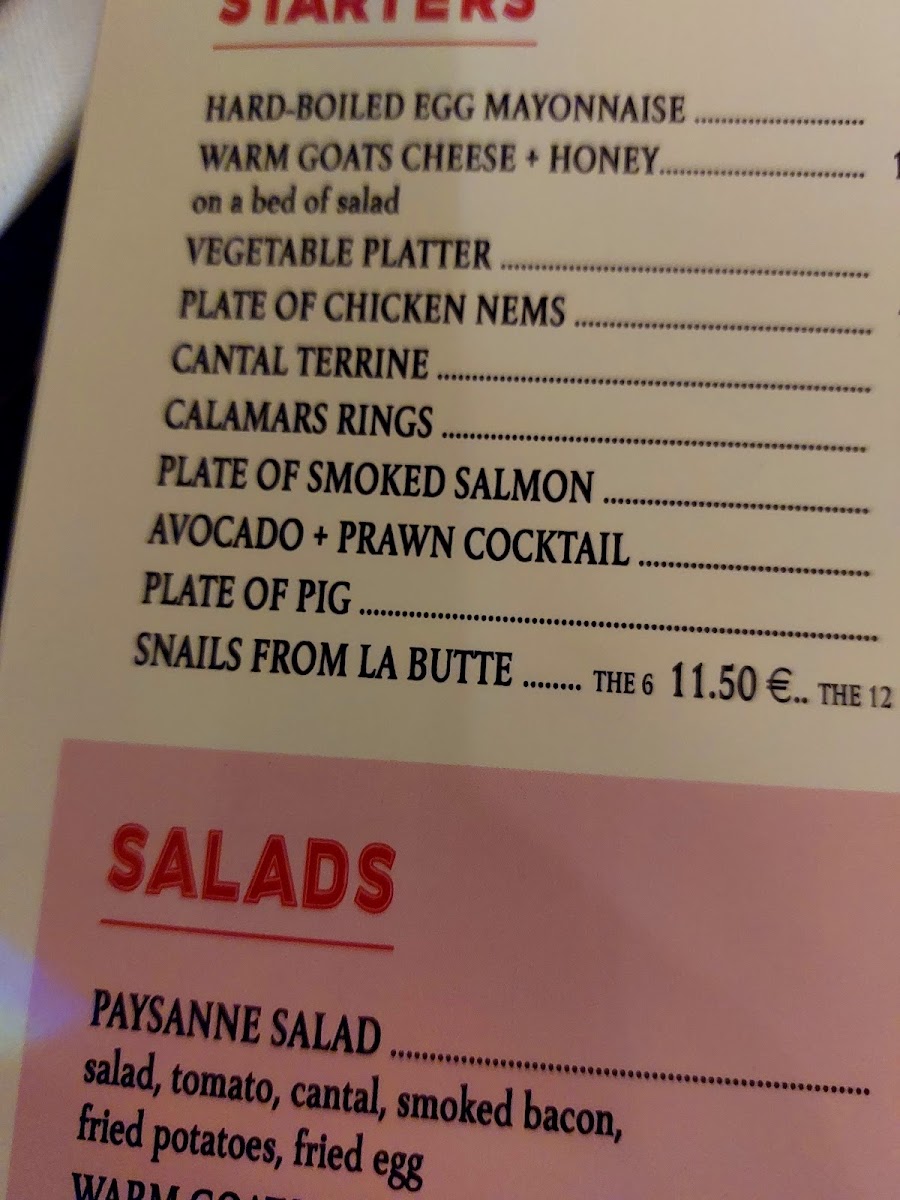 STARTERS
HARD-BOILED EGG MAYONNAISE ........................
WARM GOATS CHEESE + HONEY............................
on a bed of salad
VEGETABLE PLATTER ....................................................
PLATE OF CHICKEN NEMS ..........................................
CANTAL TERRINE .............................................................
CALAMARS RINGS ............................................................
PLATE OF SMOKED SALMON ......................................
AVOCADO + PRAWN COCKTAIL .................................
PLATE OF PIG .........................................................................
SNAILS FROM LA BUTTE ........ THE 6 11.50 €.. THE 12
SALADS
PAYSANNE SALAD ...............................................................
salad, tomato, cantal, smoked bacon,
fried potatoes, fried egg
WARM